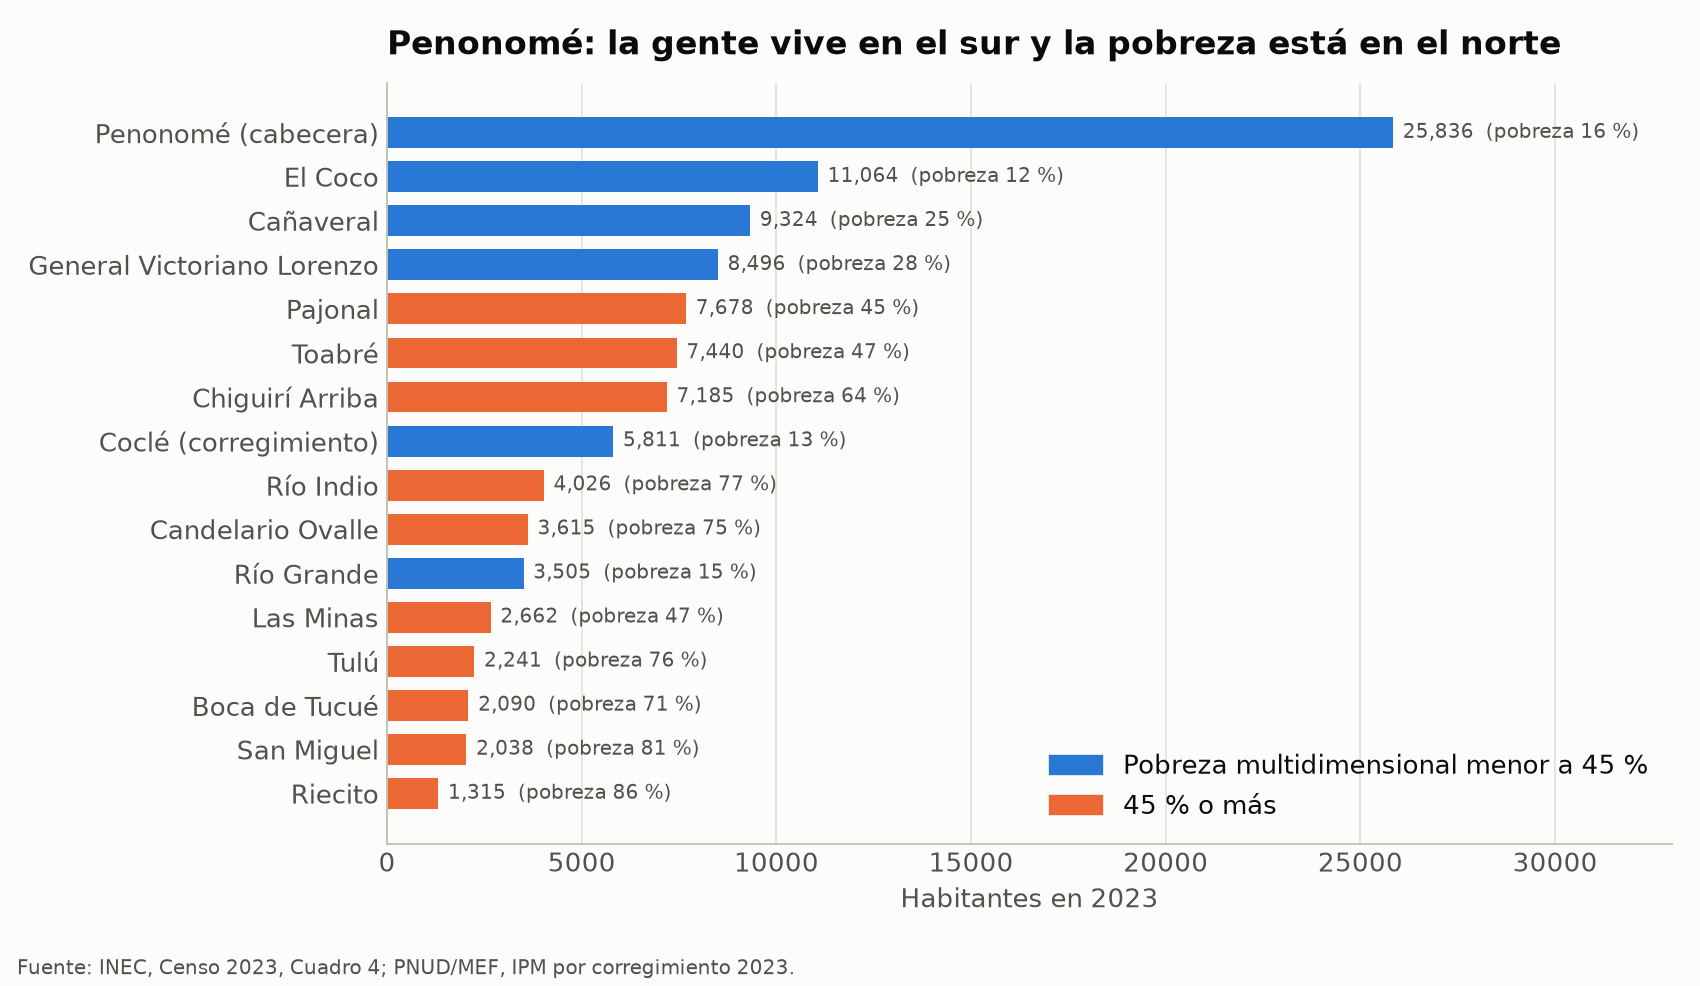 Penonomé: la gente vive en el sur y la pobreza está en el norte
Penonomé (cabecera) 25,836 (pobreza 16 %)
El Coco 11,064 (pobreza 12 %)
Cañaveral 9,324 (pobreza 25 %)
General Victoriano Lorenzo 8,496 (pobreza 28 %)
Pajonal 7,678 (pobreza 45 %)
Toabré 7,440 (pobreza 47 %)
Chiguirí Arriba 7,185 (pobreza 64 %)
Coclé (corregimiento) 5,811 (pobreza 13 %)
Río Indio 4,026 (pobreza 77 %)
Candelario Ovalle 3,615 (pobreza 75 %)
Río Grande 3,505 (pobreza 15 %)
Las Minas 2,662 (pobreza 47 %)
Tulú 2,241 (pobreza 76 %)
Boca de Tucué 2,090 (pobreza 71 %)
San Miguel 2,038 (pobreza 81 %)
Riecito 1,315 (pobreza 86 %)
Pobreza multidimensional menor a 45 %
45 % o más
0 5000 10000 15000 20000 25000 30000
Habitantes en 2023
Fuente: INEC, Censo 2023, Cuadro 4; PNUD/MEF, IPM por corregimiento 2023.